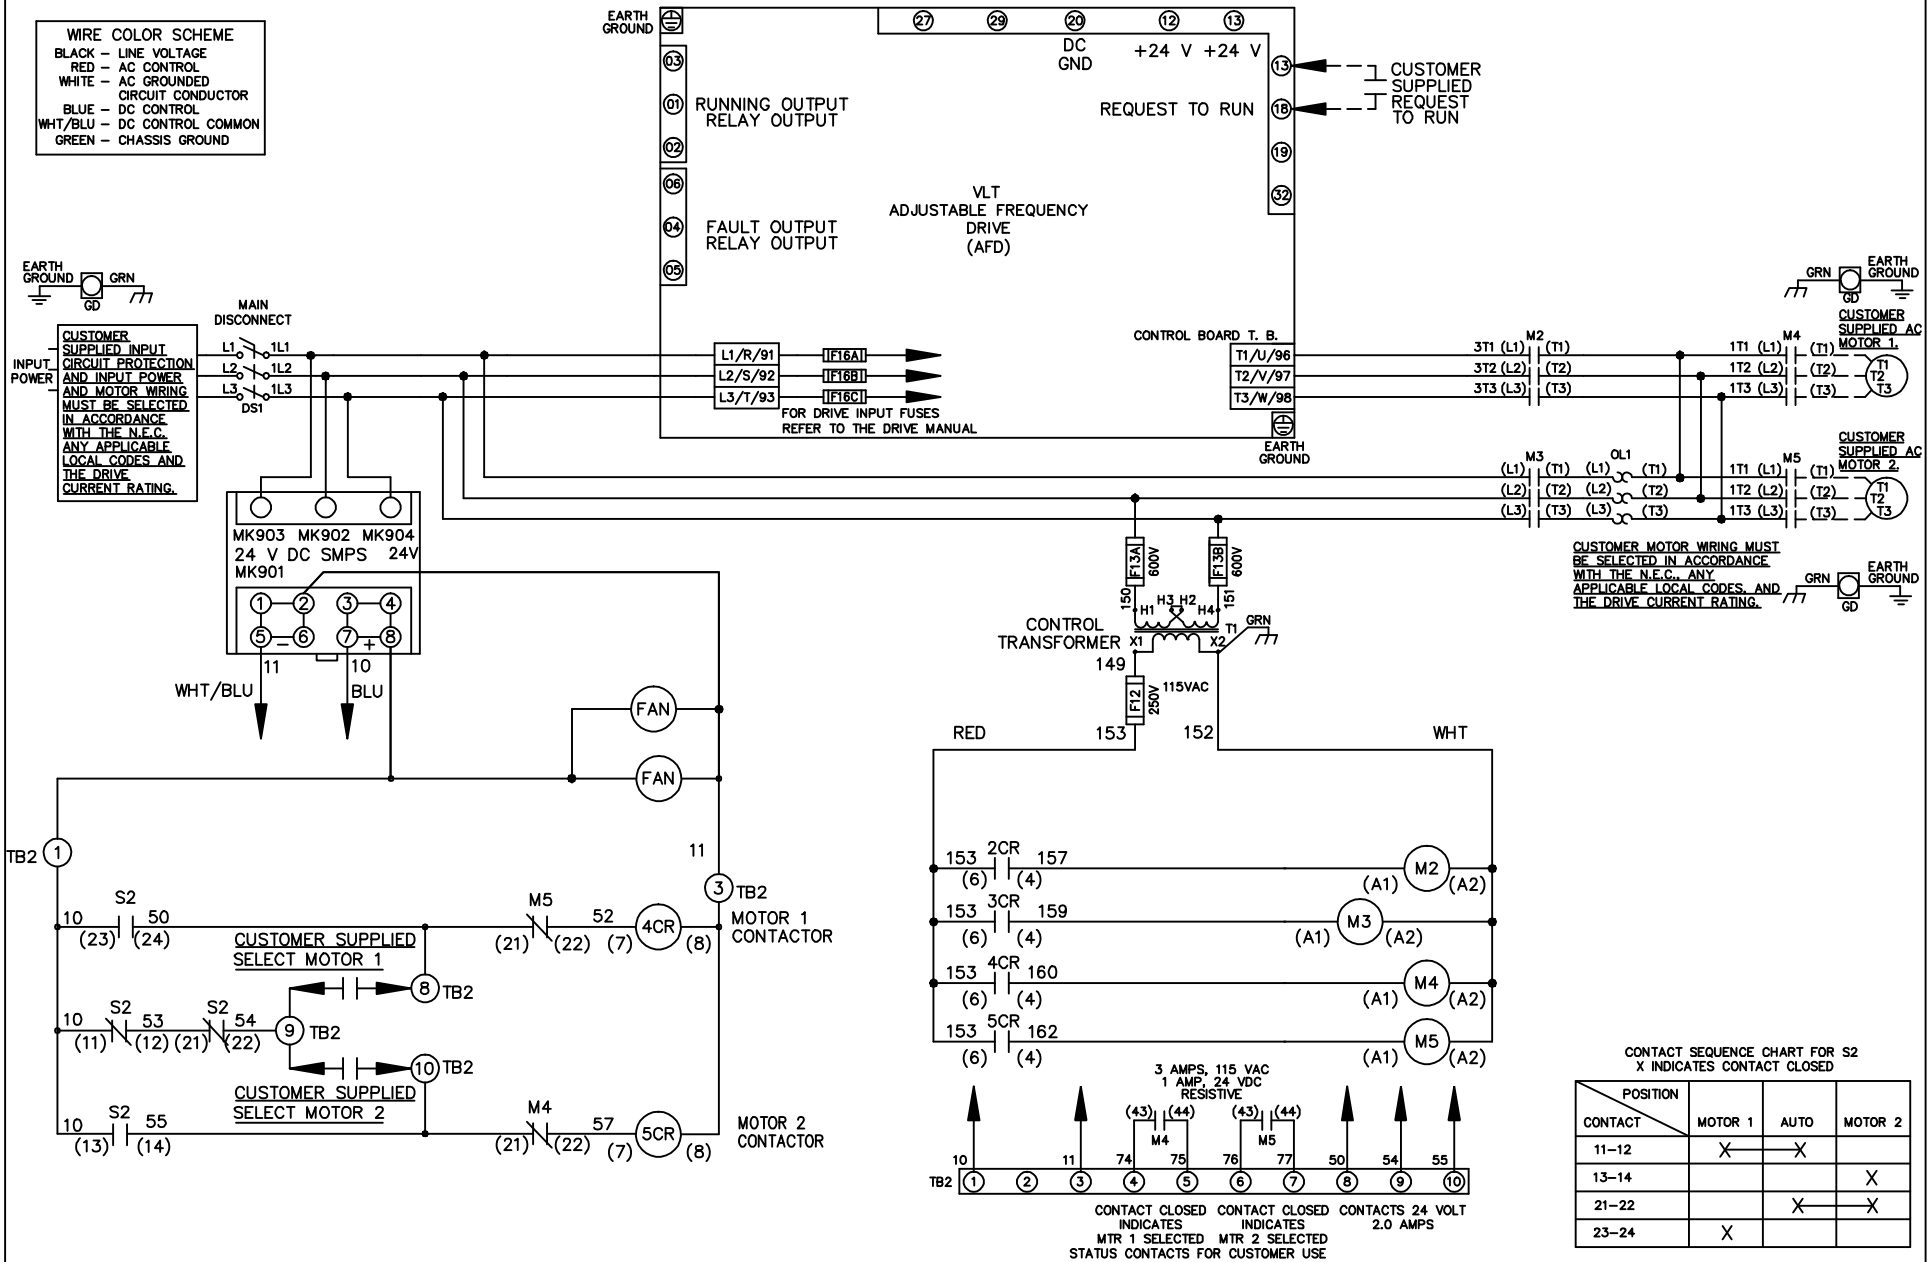 WIRE COLOR SCHEME
BLACK – LINE VOLTAGE
RED – AC CONTROL
WHITE – AC GROUNDED
CIRCUIT CONDUCTOR
BLUE – DC CONTROL
WHT/BLU – DC CONTROL COMMON
GREEN – CHASSIS GROUND
EARTH
GROUND
27 29 20 12 13
DC
GND
+24 V +24 V
03
01
02
RUNNING OUTPUT
RELAY OUTPUT
06
04
05
FAULT OUTPUT
RELAY OUTPUT
REQUEST TO RUN
13
18
19
32
CUSTOMER
SUPPLIED
REQUEST
TO RUN
VLT
ADJUSTABLE FREQUENCY
DRIVE
(AFD)
EARTH
GROUND
GRN
GD
INPUT
POWER
CUSTOMER
SUPPLIED INPUT
CIRCUIT PROTECTION
AND INPUT POWER
AND MOTOR WIRING
MUST BE SELECTED
IN ACCORDANCE
WITH THE N.E.C.
ANY APPLICABLE
LOCAL CODES AND
THE DRIVE
CURRENT RATING.
MAIN
DISCONNECT
L1 1L1
L2 1L2
L3 1L3
DS1
L1/R/91 F16A
L2/S/92 F16B
L3/T/93 F16C
FOR DRIVE INPUT FUSES
REFER TO THE DRIVE MANUAL
CONTROL BOARD T. B.
T1/U/96
T2/V/97
T3/W/98
EARTH
GROUND
M2
3T1 (L1) (T1)
3T2 (L2) (T2)
3T3 (L3) (T3)
M4
1T1 (L1) (T1)
1T2 (L2) (T2)
1T3 (L3) (T3)
GRN
GD
EARTH
GROUND
CUSTOMER
SUPPLIED AC
MOTOR 1.
T1
T2
T3
M3
(L1) (T1)
(L2) (T2)
(L3) (T3)
OL1
(L1) (T1)
(L2) (T2)
(L3) (T3)
M5
1T1 (L1) (T1)
1T2 (L2) (T2)
1T3 (L3) (T3)
CUSTOMER
SUPPLIED AC
MOTOR 2.
T1
T2
T3
CUSTOMER MOTOR WIRING MUST
BE SELECTED IN ACCORDANCE
WITH THE N.E.C., ANY
APPLICABLE LOCAL CODES, AND
THE DRIVE CURRENT RATING.
GRN
GD
EARTH
GROUND
MK903 MK902 MK904
24 V DC SMPS 24V
MK901
1 2 3 4
5 – 6 7 + 8
11
10
WHT/BLU
BLU
F13A
600V
F13B
600V
150
151
H1 H3 H2 H4
CONTROL
TRANSFORMER
X1 X2
T1
GRN
149
F12
250V
115VAC
153
152
RED
WHT
FAN
FAN
TB2 1
11
3 TB2
S2
10 50
(23) (24)
M5
(21) (22)
52
(7) 4CR (8)
MOTOR 1
CONTACTOR
CUSTOMER SUPPLIED
SELECT MOTOR 1
8 TB2
S2 S2
10 53 54
(11) (12) (21) (22)
9 TB2
10 TB2
CUSTOMER SUPPLIED
SELECT MOTOR 2
S2
10 55
(13) (14)
M4
(21) (22)
57
(7) 5CR (8)
MOTOR 2
CONTACTOR
153 2CR 157
(6) (4)
(A1) M2 (A2)
153 3CR 159
(6) (4)
(A1) M3 (A2)
153 4CR 160
(6) (4)
(A1) M4 (A2)
153 5CR 162
(6) (4)
(A1) M5 (A2)
3 AMPS, 115 VAC
1 AMP, 24 VDC
RESISTIVE
(43) (44)
M4
(43) (44)
M5
10 11 74 75 76 77 50 54 55
TB2 1 2 3 4 5 6 7 8 9 10
CONTACT CLOSED
INDICATES
MTR 1 SELECTED
CONTACT CLOSED
INDICATES
MTR 2 SELECTED
CONTACTS 24 VOLT
2.0 AMPS
STATUS CONTACTS FOR CUSTOMER USE
CONTACT SEQUENCE CHART FOR S2
X INDICATES CONTACT CLOSED
POSITION
CONTACT MOTOR 1 AUTO MOTOR 2
11–12 X X
13–14 X
21–22 X X
23–24 X